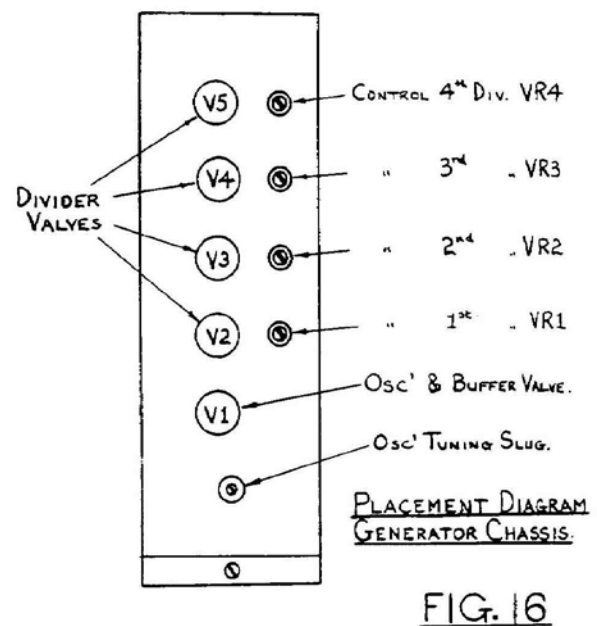 V5
CONTROL 4th DIV. VR4
V4
" 3rd " VR3
DIVIDER
VALVES
V3
" 2nd " VR2
V2
" 1st " VR1
V1
OSC' & BUFFER VALVE.
OSC' TUNING SLUG.
PLACEMENT DIAGRAM
GENERATOR CHASSIS.
FIG. 16